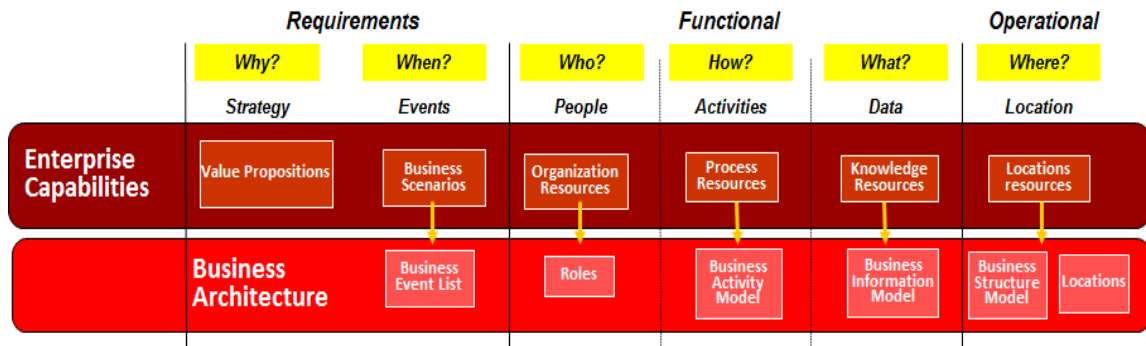 Requirements Functional Operational
Why? When? Who? How? What? Where?
Strategy Events People Activities Data Location
Enterprise
Capabilities
Value Propositions
Business
Scenarios
Organization
Resources
Process
Resources
Knowledge
Resources
Locations
resources
Business
Architecture
Business
Event List
Roles
Business
Activity
Model
Business
Information
Model
Business
Structure
Model
Locations